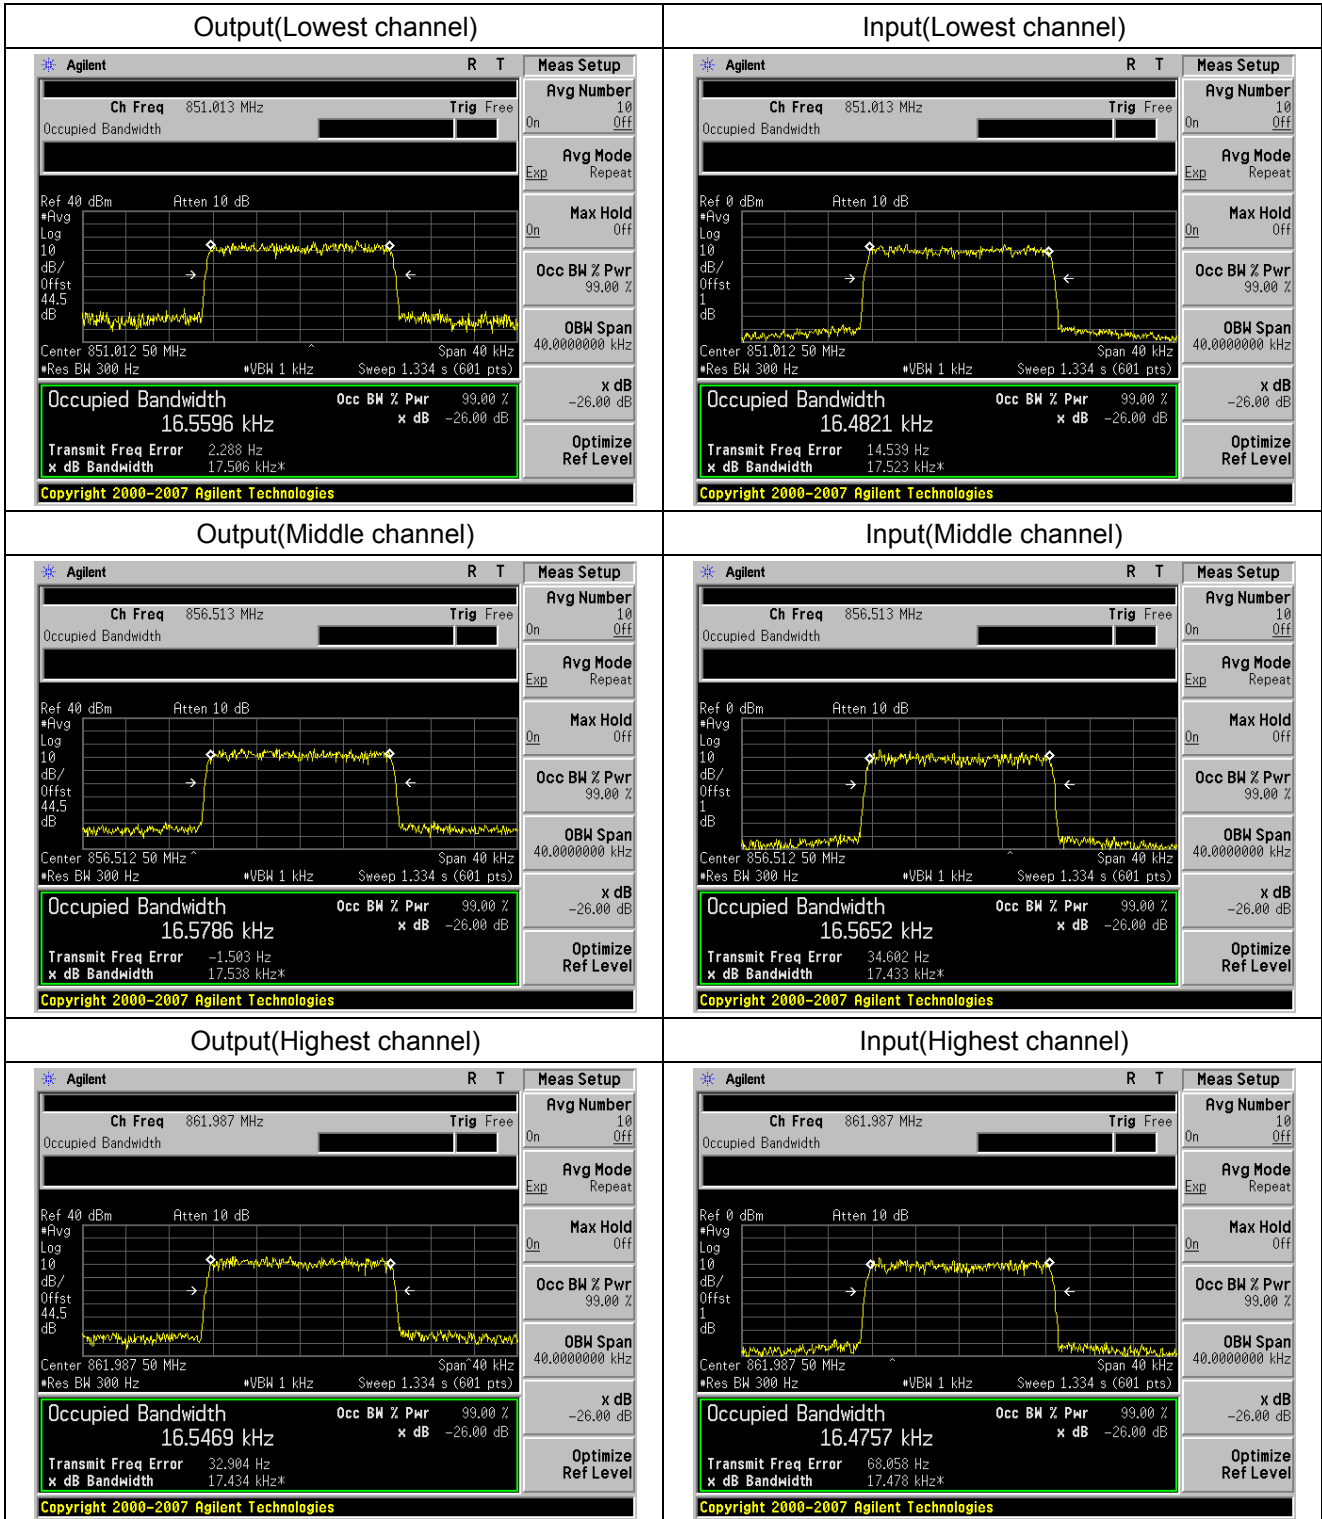 Output(Lowest channel)
Agilent R T Meas Setup
Ch Freq 851.013 MHz Trig Free
Occupied Bandwidth
Avg Number
10
On Off
Avg Mode
Exp Repeat
Ref 40 dBm Atten 10 dB
#Avg
Log
10
dB/
Offst
44.5
dB
Max Hold
On Off
Occ BW % Pwr
99.00 %
OBW Span
40.0000000 kHz
Center 851.012 50 MHz Span 40 kHz
#Res BW 300 Hz #VBW 1 kHz Sweep 1.334 s (601 pts)
x dB
-26.00 dB
Occupied Bandwidth Occ BW % Pwr 99.00 %
16.5596 kHz x dB -26.00 dB
Transmit Freq Error 2.288 Hz
x dB Bandwidth 17.506 kHz*
Optimize
Ref Level
Copyright 2000-2007 Agilent Technologies
Input(Lowest channel)
Agilent R T Meas Setup
Ch Freq 851.013 MHz Trig Free
Occupied Bandwidth
Avg Number
10
On Off
Avg Mode
Exp Repeat
Ref 0 dBm Atten 10 dB
#Avg
Log
10
dB/
Offst
1
dB
Max Hold
On Off
Occ BW % Pwr
99.00 %
OBW Span
40.0000000 kHz
Center 851.012 50 MHz Span 40 kHz
#Res BW 300 Hz #VBW 1 kHz Sweep 1.334 s (601 pts)
x dB
-26.00 dB
Occupied Bandwidth Occ BW % Pwr 99.00 %
16.4821 kHz x dB -26.00 dB
Transmit Freq Error 14.539 Hz
x dB Bandwidth 17.523 kHz*
Optimize
Ref Level
Copyright 2000-2007 Agilent Technologies
Output(Middle channel)
Agilent R T Meas Setup
Ch Freq 856.513 MHz Trig Free
Occupied Bandwidth
Avg Number
10
On Off
Avg Mode
Exp Repeat
Ref 40 dBm Atten 10 dB
#Avg
Log
10
dB/
Offst
44.5
dB
Max Hold
On Off
Occ BW % Pwr
99.00 %
OBW Span
40.0000000 kHz
Center 856.512 50 MHz Span 40 kHz
#Res BW 300 Hz #VBW 1 kHz Sweep 1.334 s (601 pts)
x dB
-26.00 dB
Occupied Bandwidth Occ BW % Pwr 99.00 %
16.5786 kHz x dB -26.00 dB
Transmit Freq Error -1.503 Hz
x dB Bandwidth 17.538 kHz*
Optimize
Ref Level
Copyright 2000-2007 Agilent Technologies
Input(Middle channel)
Agilent R T Meas Setup
Ch Freq 856.513 MHz Trig Free
Occupied Bandwidth
Avg Number
10
On Off
Avg Mode
Exp Repeat
Ref 0 dBm Atten 10 dB
#Avg
Log
10
dB/
Offst
1
dB
Max Hold
On Off
Occ BW % Pwr
99.00 %
OBW Span
40.0000000 kHz
Center 856.512 50 MHz Span 40 kHz
#Res BW 300 Hz #VBW 1 kHz Sweep 1.334 s (601 pts)
x dB
-26.00 dB
Occupied Bandwidth Occ BW % Pwr 99.00 %
16.5652 kHz x dB -26.00 dB
Transmit Freq Error 34.602 Hz
x dB Bandwidth 17.433 kHz*
Optimize
Ref Level
Copyright 2000-2007 Agilent Technologies
Output(Highest channel)
Agilent R T Meas Setup
Ch Freq 861.987 MHz Trig Free
Occupied Bandwidth
Avg Number
10
On Off
Avg Mode
Exp Repeat
Ref 40 dBm Atten 10 dB
#Avg
Log
10
dB/
Offst
44.5
dB
Max Hold
On Off
Occ BW % Pwr
99.00 %
OBW Span
40.0000000 kHz
Center 861.987 50 MHz Span 40 kHz
#Res BW 300 Hz #VBW 1 kHz Sweep 1.334 s (601 pts)
x dB
-26.00 dB
Occupied Bandwidth Occ BW % Pwr 99.00 %
16.5469 kHz x dB -26.00 dB
Transmit Freq Error 32.904 Hz
x dB Bandwidth 17.434 kHz*
Optimize
Ref Level
Copyright 2000-2007 Agilent Technologies
Input(Highest channel)
Agilent R T Meas Setup
Ch Freq 861.987 MHz Trig Free
Occupied Bandwidth
Avg Number
10
On Off
Avg Mode
Exp Repeat
Ref 0 dBm Atten 10 dB
#Avg
Log
10
dB/
Offst
1
dB
Max Hold
On Off
Occ BW % Pwr
99.00 %
OBW Span
40.0000000 kHz
Center 861.987 50 MHz Span 40 kHz
#Res BW 300 Hz #VBW 1 kHz Sweep 1.334 s (601 pts)
x dB
-26.00 dB
Occupied Bandwidth Occ BW % Pwr 99.00 %
16.4757 kHz x dB -26.00 dB
Transmit Freq Error 68.058 Hz
x dB Bandwidth 17.478 kHz*
Optimize
Ref Level
Copyright 2000-2007 Agilent Technologies